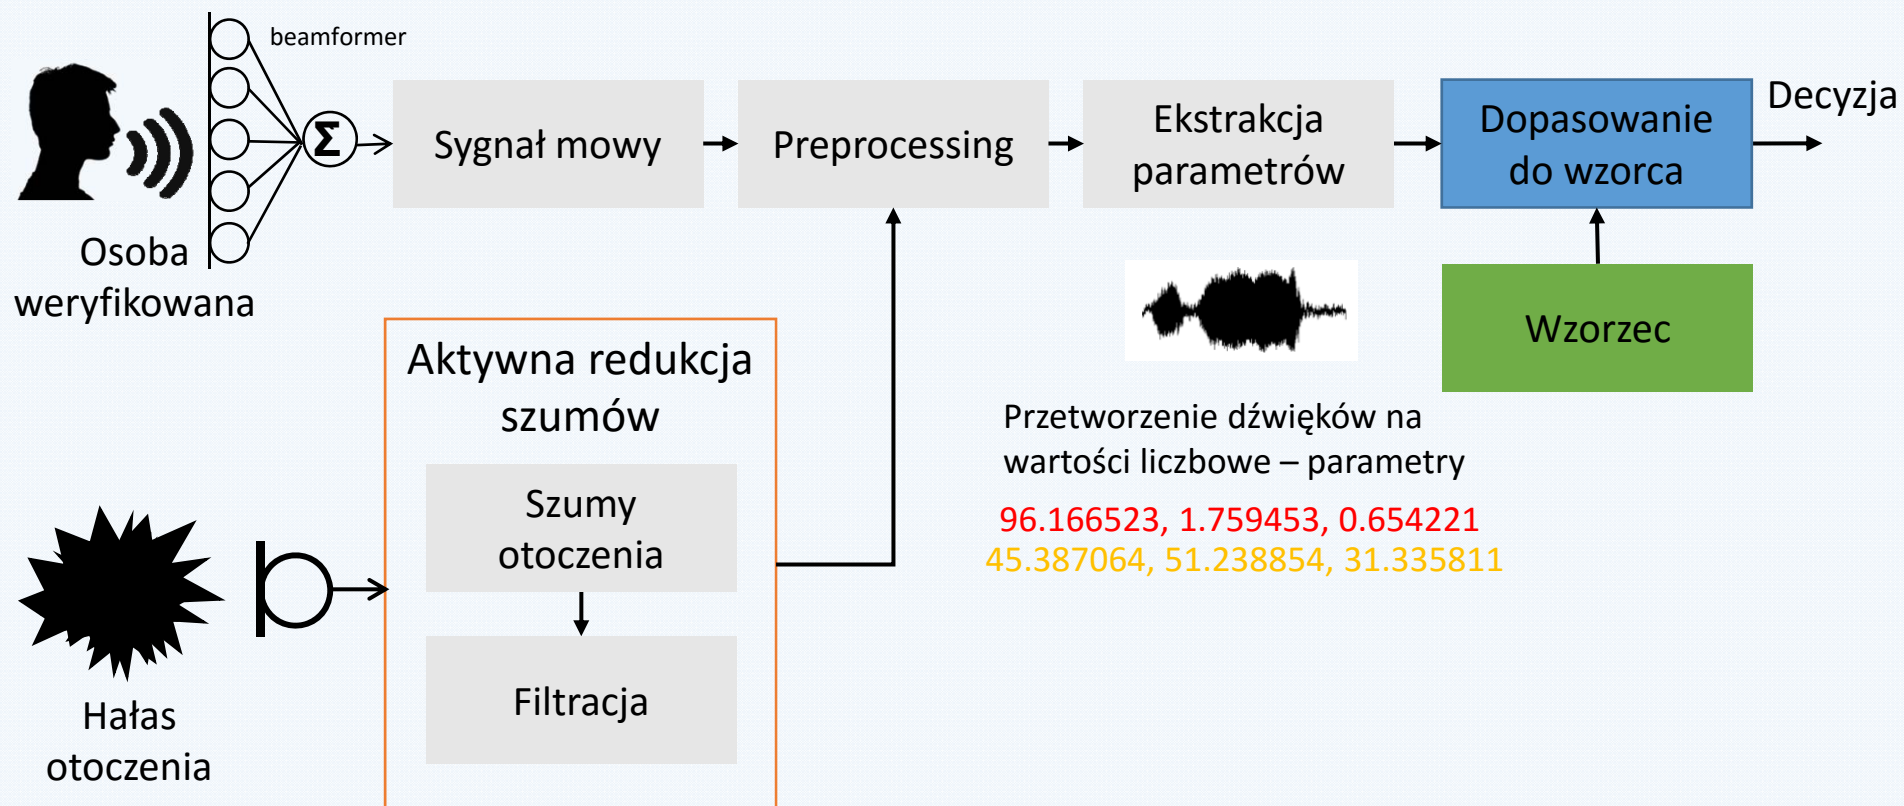 beamformer
Σ
Osoba
weryfikowana
Sygnał mowy
Preprocessing
Ekstrakcja
parametrów
Dopasowanie
do wzorca
Decyzja
Wzorzec
Przetworzenie dźwięków na
wartości liczbowe – parametry
96.166523, 1.759453, 0.654221
45.387064, 51.238854, 31.335811
Aktywna redukcja
szumów
Szumy
otoczenia
Filtracja
Hałas
otoczenia